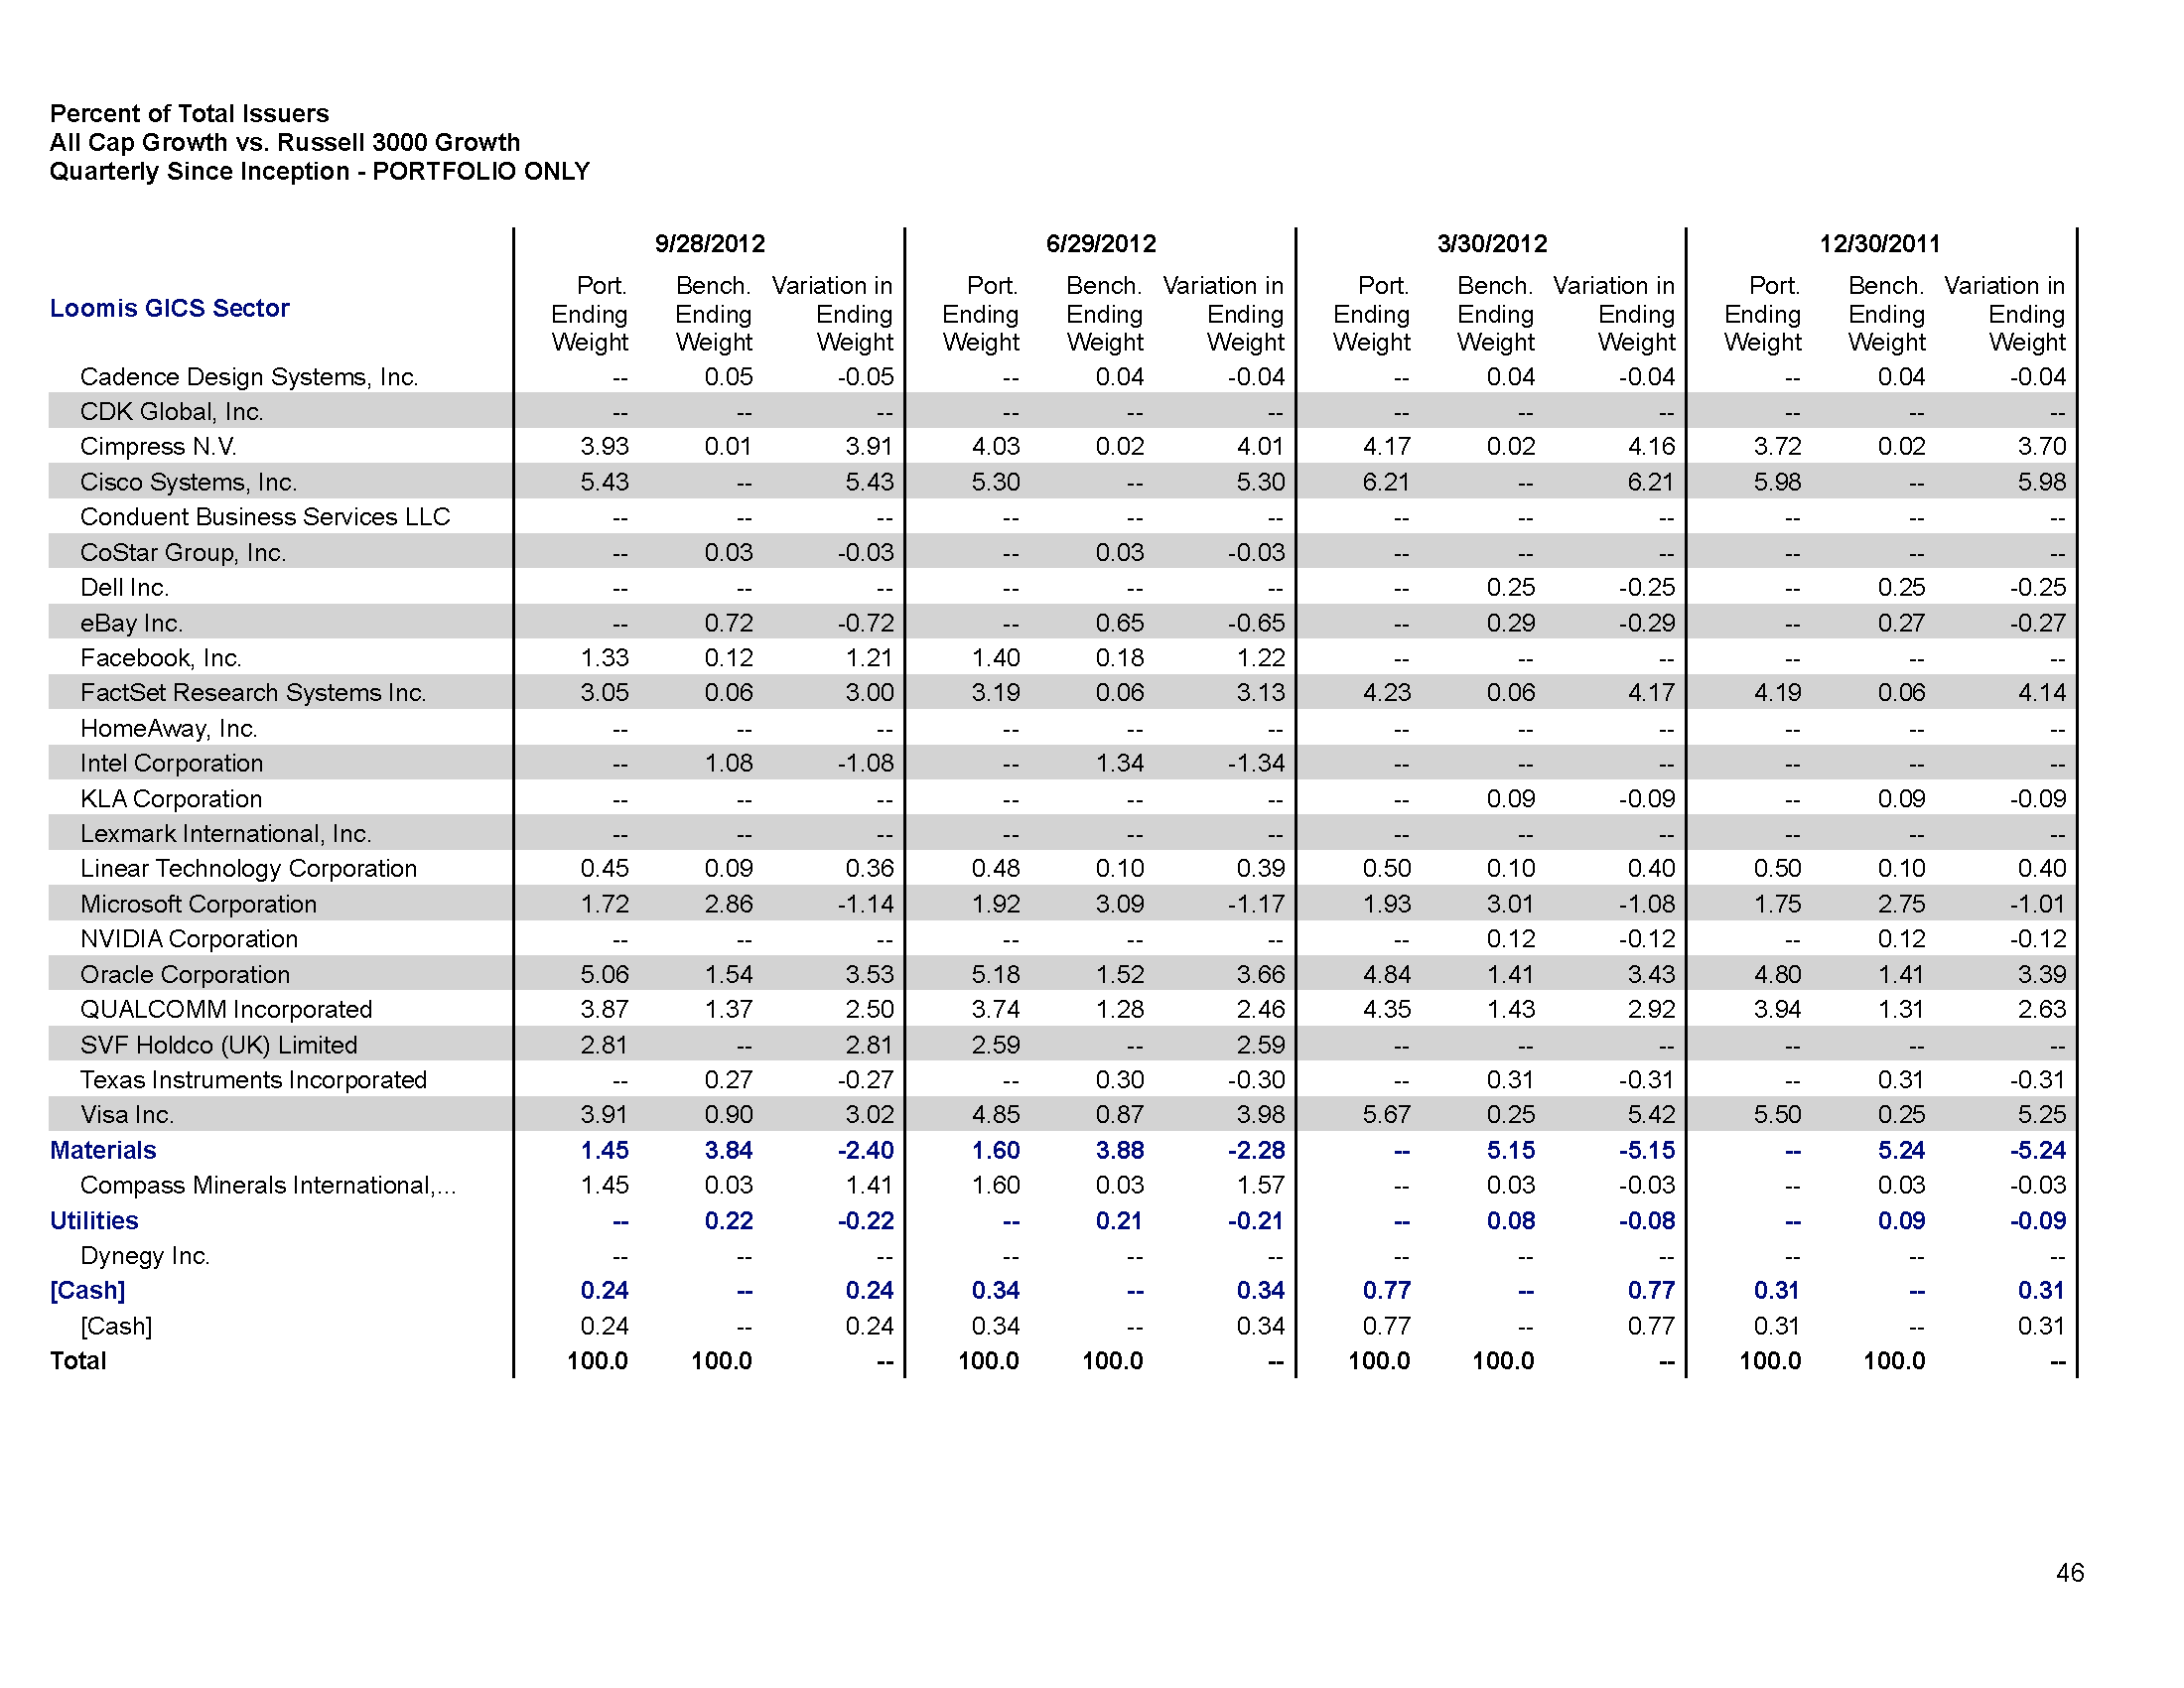 Percent of Total Issuers
All Cap Growth vs. Russell 3000 Growth
Quarterly Since Inception - PORTFOLIO ONLY
9/28/2012 6/29/2012 3/30/2012 12/30/2011
Loomis GICS Sector
Port. Bench. Variation in Port. Bench. Variation in Port. Bench. Variation in Port. Bench. Variation in
Ending Ending Ending Ending Ending Ending Ending Ending Ending Ending Ending Ending
Weight Weight Weight Weight Weight Weight Weight Weight Weight Weight Weight Weight
Cadence Design Systems, Inc. -- 0.05 -0.05 -- 0.04 -0.04 -- 0.04 -0.04 -- 0.04 -0.04
CDK Global, Inc. -- -- -- -- -- -- -- -- -- -- -- --
Cimpress N.V. 3.93 0.01 3.91 4.03 0.02 4.01 4.17 0.02 4.16 3.72 0.02 3.70
Cisco Systems, Inc. 5.43 -- 5.43 5.30 -- 5.30 6.21 -- 6.21 5.98 -- 5.98
Conduent Business Services LLC -- -- -- -- -- -- -- -- -- -- -- --
CoStar Group, Inc. -- 0.03 -0.03 -- 0.03 -0.03 -- -- -- -- -- --
Dell Inc. -- -- -- -- -- -- -- 0.25 -0.25 -- 0.25 -0.25
eBay Inc. -- 0.72 -0.72 -- 0.65 -0.65 -- 0.29 -0.29 -- 0.27 -0.27
Facebook, Inc. 1.33 0.12 1.21 1.40 0.18 1.22 -- -- -- -- -- --
FactSet Research Systems Inc. 3.05 0.06 3.00 3.19 0.06 3.13 4.23 0.06 4.17 4.19 0.06 4.14
HomeAway, Inc. -- -- -- -- -- -- -- -- -- -- -- --
Intel Corporation -- 1.08 -1.08 -- 1.34 -1.34 -- -- -- -- -- --
KLA Corporation -- -- -- -- -- -- -- 0.09 -0.09 -- 0.09 -0.09
Lexmark International, Inc. -- -- -- -- -- -- -- -- -- -- -- --
Linear Technology Corporation 0.45 0.09 0.36 0.48 0.10 0.39 0.50 0.10 0.40 0.50 0.10 0.40
Microsoft Corporation 1.72 2.86 -1.14 1.92 3.09 -1.17 1.93 3.01 -1.08 1.75 2.75 -1.01
NVIDIA Corporation -- -- -- -- -- -- -- 0.12 -0.12 -- 0.12 -0.12
Oracle Corporation 5.06 1.54 3.53 5.18 1.52 3.66 4.84 1.41 3.43 4.80 1.41 3.39
QUALCOMM Incorporated 3.87 1.37 2.50 3.74 1.28 2.46 4.35 1.43 2.92 3.94 1.31 2.63
SVF Holdco (UK) Limited 2.81 -- 2.81 2.59 -- 2.59 -- -- -- -- -- --
Texas Instruments Incorporated -- 0.27 -0.27 -- 0.30 -0.30 -- 0.31 -0.31 -- 0.31 -0.31
Visa Inc. 3.91 0.90 3.02 4.85 0.87 3.98 5.67 0.25 5.42 5.50 0.25 5.25
Materials 1.45 3.84 -2.40 1.60 3.88 -2.28 -- 5.15 -5.15 -- 5.24 -5.24
Compass Minerals International,... 1.45 0.03 1.41 1.60 0.03 1.57 -- 0.03 -0.03 -- 0.03 -0.03
Utilities -- 0.22 -0.22 -- 0.21 -0.21 -- 0.08 -0.08 -- 0.09 -0.09
Dynegy Inc. -- -- -- -- -- -- -- -- -- -- -- --
[Cash] 0.24 -- 0.24 0.34 -- 0.34 0.77 -- 0.77 0.31 -- 0.31
[Cash] 0.24 -- 0.24 0.34 -- 0.34 0.77 -- 0.77 0.31 -- 0.31
Total 100.0 100.0 -- 100.0 100.0 -- 100.0 100.0 -- 100.0 100.0 --
46